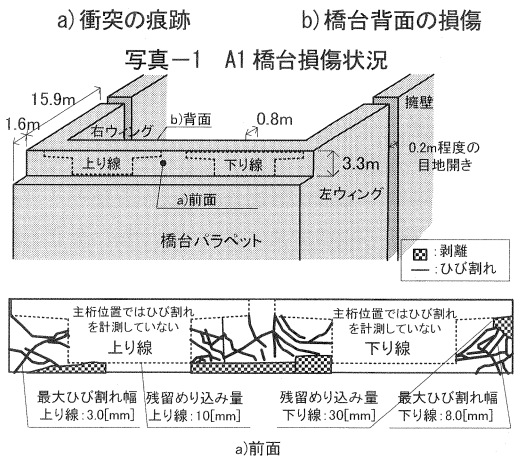 a)衝突の痕跡
b)橋台背面の損傷
写真－1　A1橋台損傷状況
15.9m
1.6m
右ウィング
b)背面
0.8m
擁壁
0.2m程度の
目地開き
上り線
下り線
3.3m
a)前面
左ウィング
橋台パラペット
:剥離
:ひび割れ
主桁位置ではひび割れ
を計測していない
上り線
主桁位置ではひび割れ
を計測していない
下り線
最大ひび割れ幅
上り線:3.0[mm]
残留めり込み量
上り線:10[mm]
残留めり込み量
下り線:30[mm]
最大ひび割れ幅
下り線:8.0[mm]
a)前面